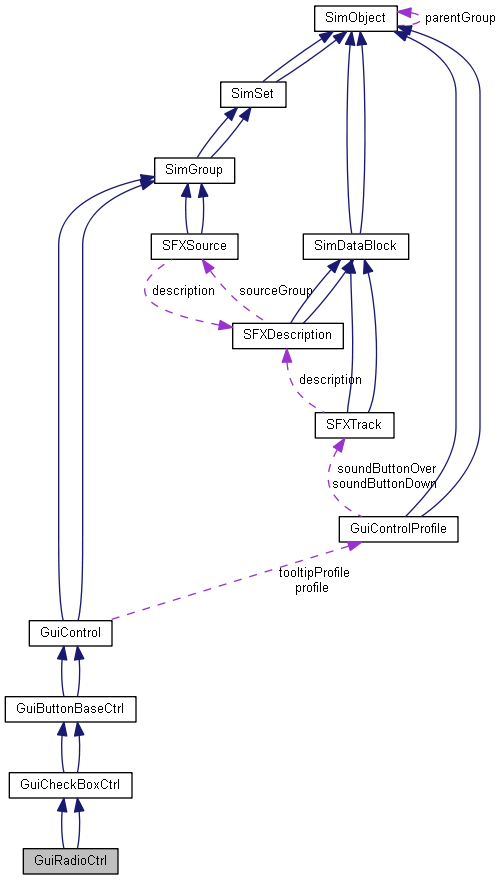 SimObject
parentGroup
SimSet
SimGroup
SFXSource
SimDataBlock
description
sourceGroup
SFXDescription
description
SFXTrack
soundButtonOver
soundButtonDown
GuiControlProfile
tooltipProfile
profile
GuiControl
GuiButtonBaseCtrl
GuiCheckBoxCtrl
GuiRadioCtrl